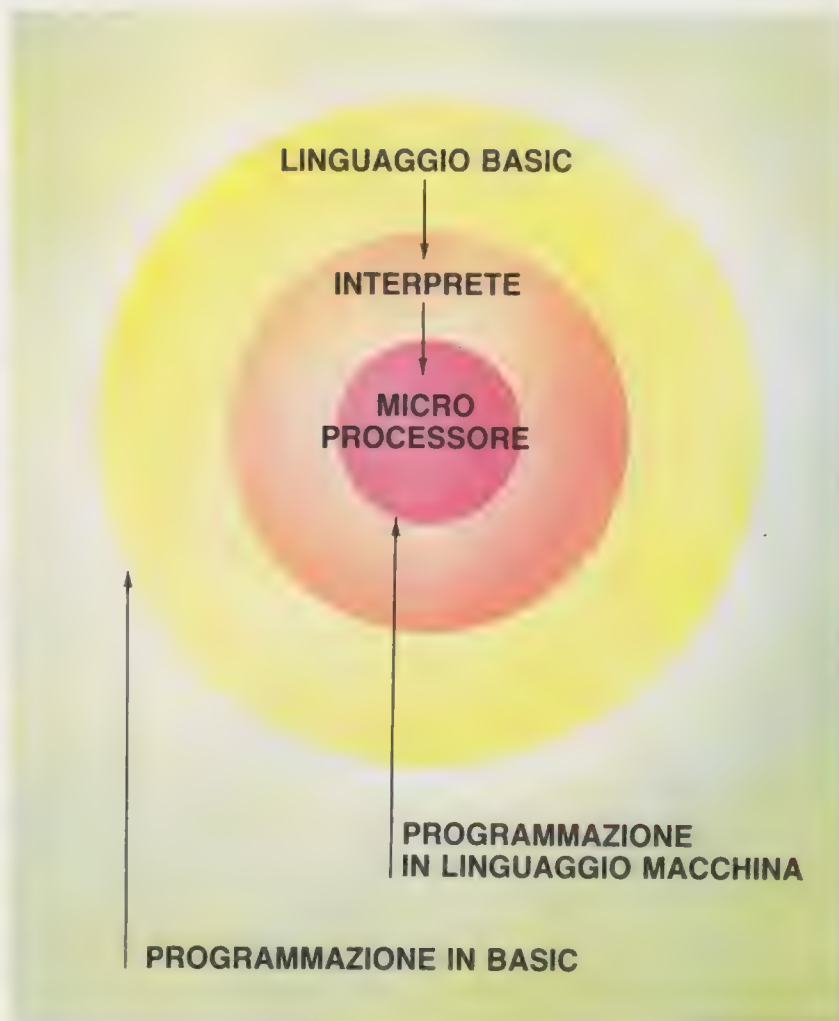 LINGUAGGIO BASIC
INTERPRETE
MICRO
PROCESSORE
PROGRAMMAZIONE
IN LINGUAGGIO MACCHINA
PROGRAMMAZIONE IN BASIC